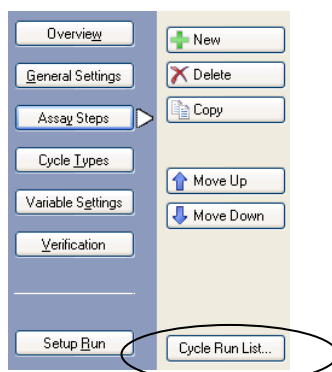 Overview
General Settings
Assay Steps
Cycle Types
Variable Settings
Verification
Setup Run
New
Delete
Copy
Move Up
Move Down
Cycle Run List...